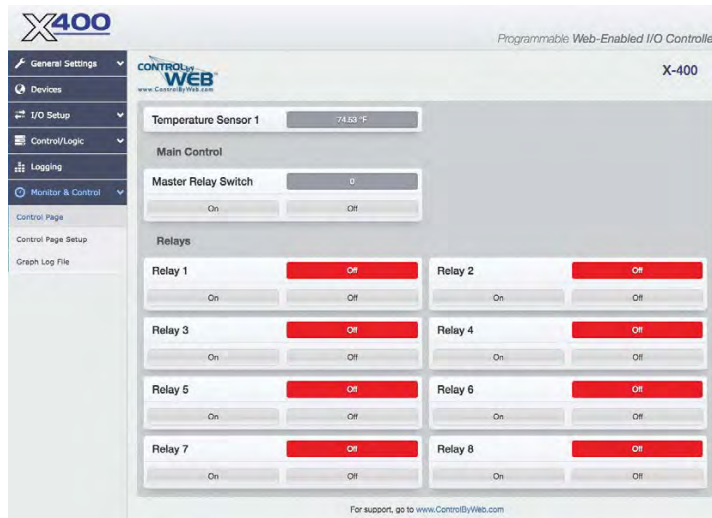 X400
Programmable Web-Enabled I/O Controlle
General Settings
Devices
I/O Setup
Control/Logic
Logging
Monitor & Control
Control Page
Control Page Setup
Graph Log File
CONTROL BY WEB
www.ControlByWeb.com
X-400
Temperature Sensor 1 74.53 °F
Main Control
Master Relay Switch 0
On Off
Relays
Relay 1 Off Relay 2 Off
On Off On Off
Relay 3 Off Relay 4 Off
On Off On Off
Relay 5 Off Relay 6 Off
On Off On Off
Relay 7 Off Relay 8 Off
On Off On Off
For support, go to www.ControlByWeb.com